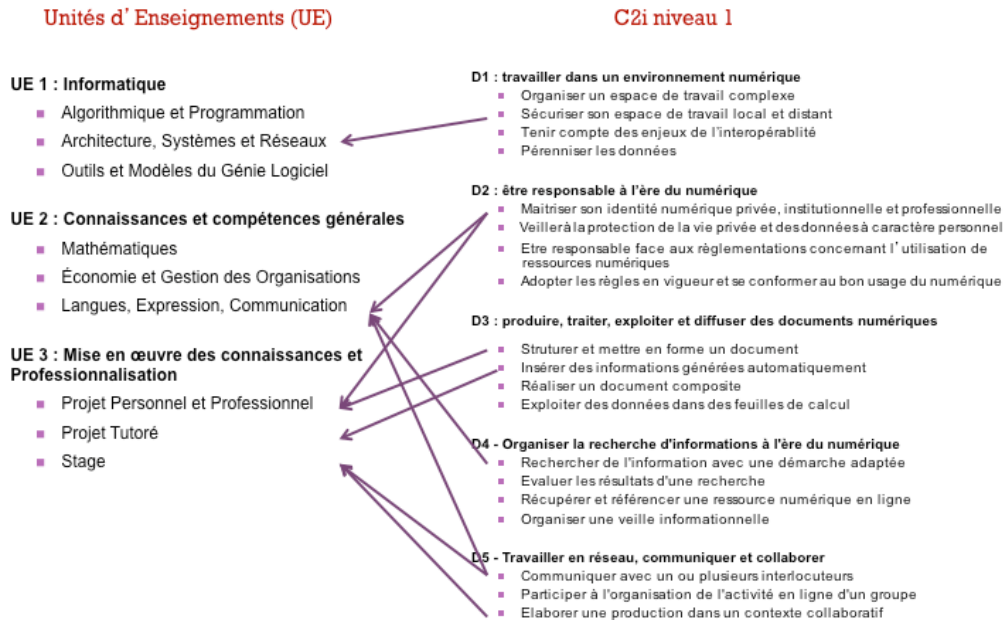 Unités d’ Enseignements (UE)
UE 1 : Informatique
Algorithmique et Programmation
Architecture, Systèmes et Réseaux
Outils et Modèles du Génie Logiciel
UE 2 : Connaissances et compétences générales
Mathématiques
Économie et Gestion des Organisations
Langues, Expression, Communication
UE 3 : Mise en œuvre des connaissances et
Professionnalisation
Projet Personnel et Professionnel
Projet Tutoré
Stage
C2i niveau 1
D1 : travailler dans un environnement numérique
Organiser un espace de travail complexe
Sécuriser son espace de travail local et distant
Tenir compte des enjeux de l'interopérablité
Pérenniser les données
D2 : être responsable à l'ère du numérique
Maitriser son identité numérique privée, institutionnelle et professionnelle
Veiller à la protection de la vie privée et des données à caractère personnel
Etre responsable face aux règlementations concernant l’ utilisation de
ressources numériques
Adopter les règles en vigueur et se conformer au bon usage du numérique
D3 : produire, traiter, exploiter et diffuser des documents numériques
Struturer et mettre en forme un document
Insérer des informations générées automatiquement
Réaliser un document composite
Exploiter des données dans des feuilles de calcul
D4 - Organiser la recherche d'informations à l'ère du numérique
Rechercher de l'information avec une démarche adaptée
Evaluer les résultats d'une recherche
Récupérer et référencer une ressource numérique en ligne
Organiser une veille informationnelle
D5 - Travailler en réseau, communiquer et collaborer
Communiquer avec un ou plusieurs interlocuteurs
Participer à l'organisation de l'activité en ligne d'un groupe
Elaborer une production dans un contexte collaboratif